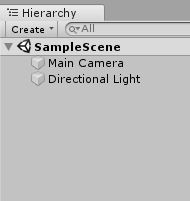 Hierarchy
Create All
SampleScene
Main Camera
Directional Light